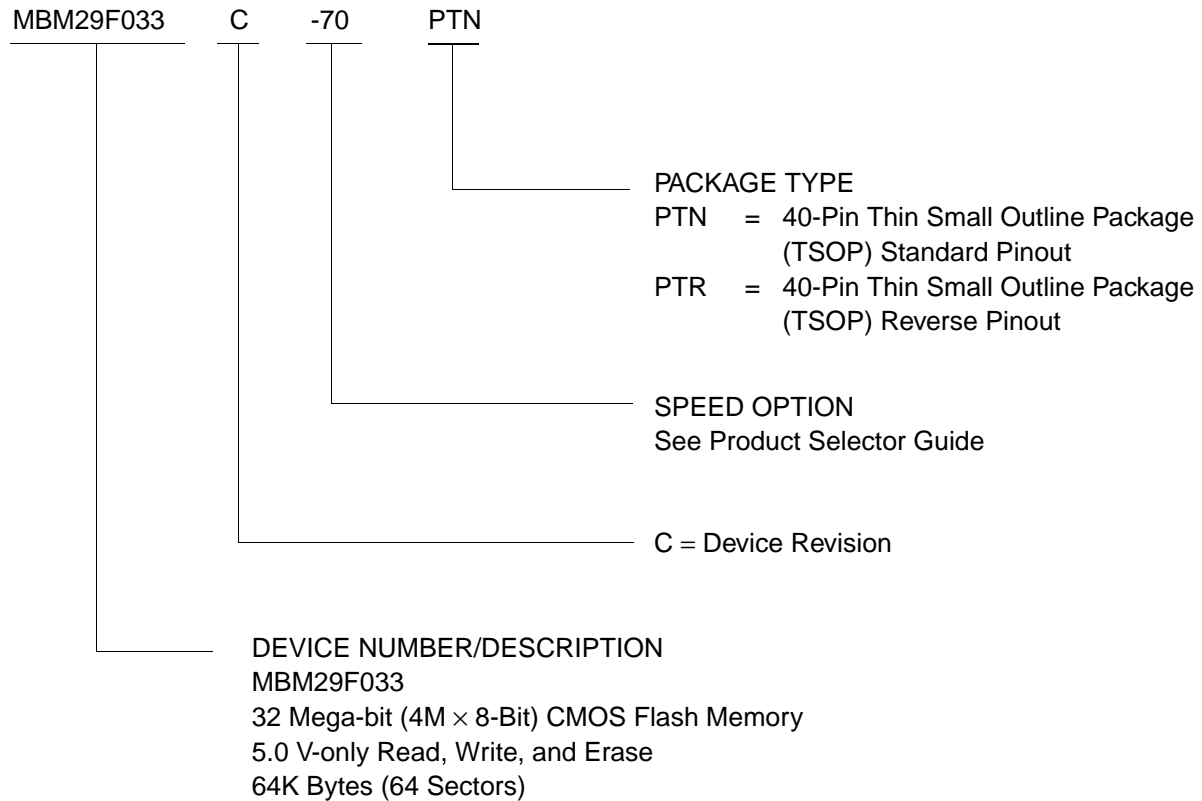 MBM29F033 C -70 PTN
PACKAGE TYPE
PTN = 40-Pin Thin Small Outline Package
(TSOP) Standard Pinout
PTR = 40-Pin Thin Small Outline Package
(TSOP) Reverse Pinout
SPEED OPTION
See Product Selector Guide
C = Device Revision
DEVICE NUMBER/DESCRIPTION
MBM29F033
32 Mega-bit (4M × 8-Bit) CMOS Flash Memory
5.0 V-only Read, Write, and Erase
64K Bytes (64 Sectors)